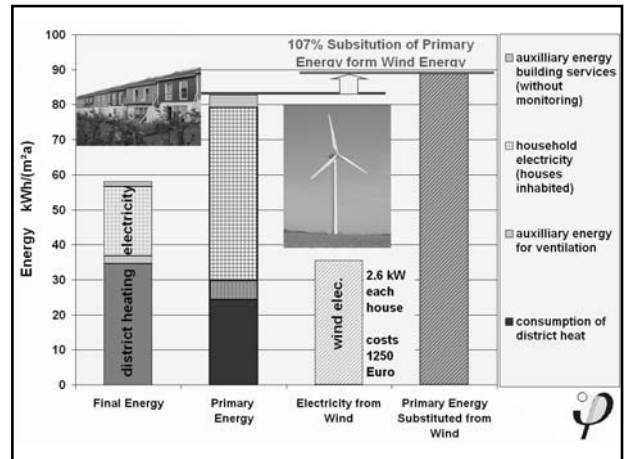 107% Subsitution of Primary
Energy form Wind Energy
Energy kWh/(m²a)
100
90
80
70
60
50
40
30
20
10
0
district heating
electricity
wind elec.
2.6 kW
each
house
costs
1250
Euro
Final Energy
Primary
Energy
Electricity from
Wind
Primary Energy
Substituted from
Wind
auxilliary energy
building services
(without
monitoring)
household
electricity
(houses
inhabited)
auxilliary energy
for ventilation
consumption of
district heat